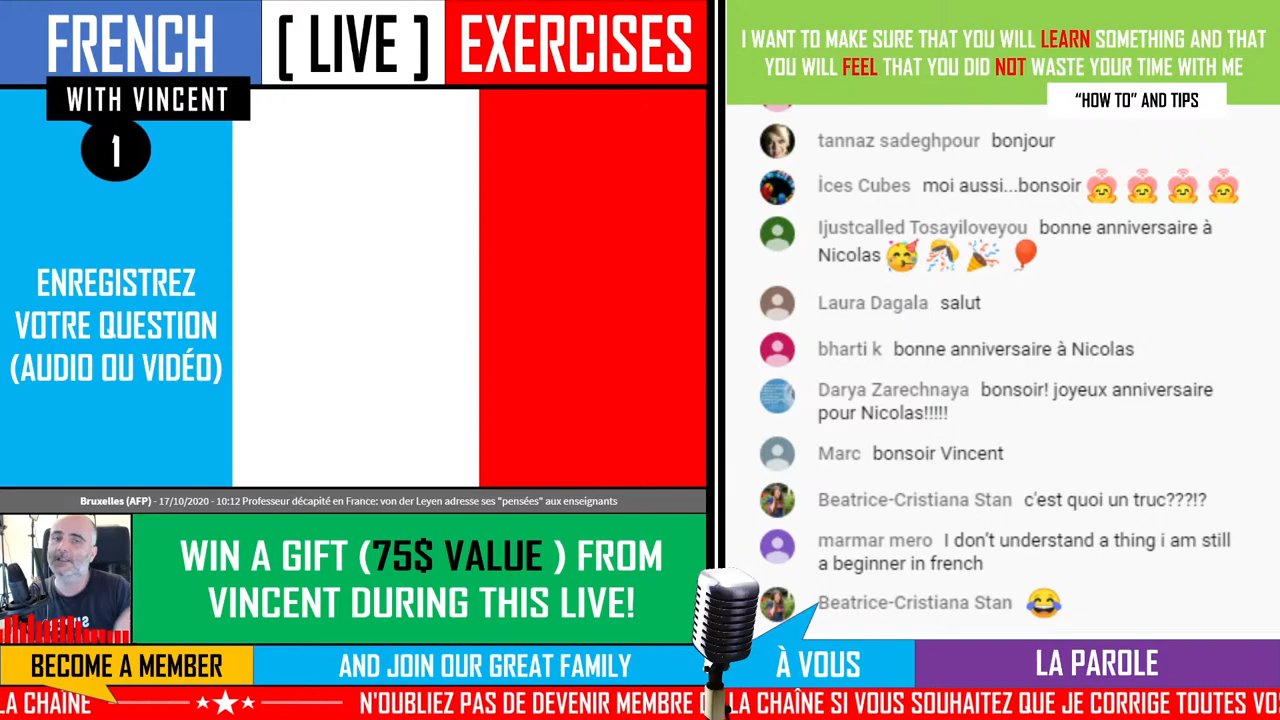 FRENCH
[ LIVE ]
EXERCISES
WITH VINCENT
1
ENREGISTREZ
VOTRE QUESTION
(AUDIO OU VIDÉO)
Bruxelles (AFP) - 17/10/2020 - 10:12 Professeur décapité en France: von der Leyen adresse ses "pensées" aux enseignants
WIN A GIFT (75$ VALUE ) FROM
VINCENT DURING THIS LIVE!
BECOME A MEMBER
AND JOIN OUR GREAT FAMILY
I WANT TO MAKE SURE THAT YOU WILL LEARN SOMETHING AND THAT
YOU WILL FEEL THAT YOU DID NOT WASTE YOUR TIME WITH ME
“HOW TO” AND TIPS
tannaz sadeghpour bonjour
İces Cubes moi aussi...bonsoir
Ijustcalled Tosayiloveyou bonne anniversaire à
Nicolas
Laura Dagala salut
bharti k bonne anniversaire à Nicolas
Darya Zarechnaya bonsoir! joyeux anniversaire
pour Nicolas!!!!!
Marc bonsoir Vincent
Beatrice-Cristiana Stan c'est quoi un truc???!?
marmar mero I don't understand a thing i am still
a beginner in french
Beatrice-Cristiana Stan
À VOUS
LA PAROLE
LA CHAÎNE N'OUBLIEZ PAS DE DEVENIR MEMBRE LA CHAÎNE SI VOUS SOUHAITEZ QUE JE CORRIGE TOUTES